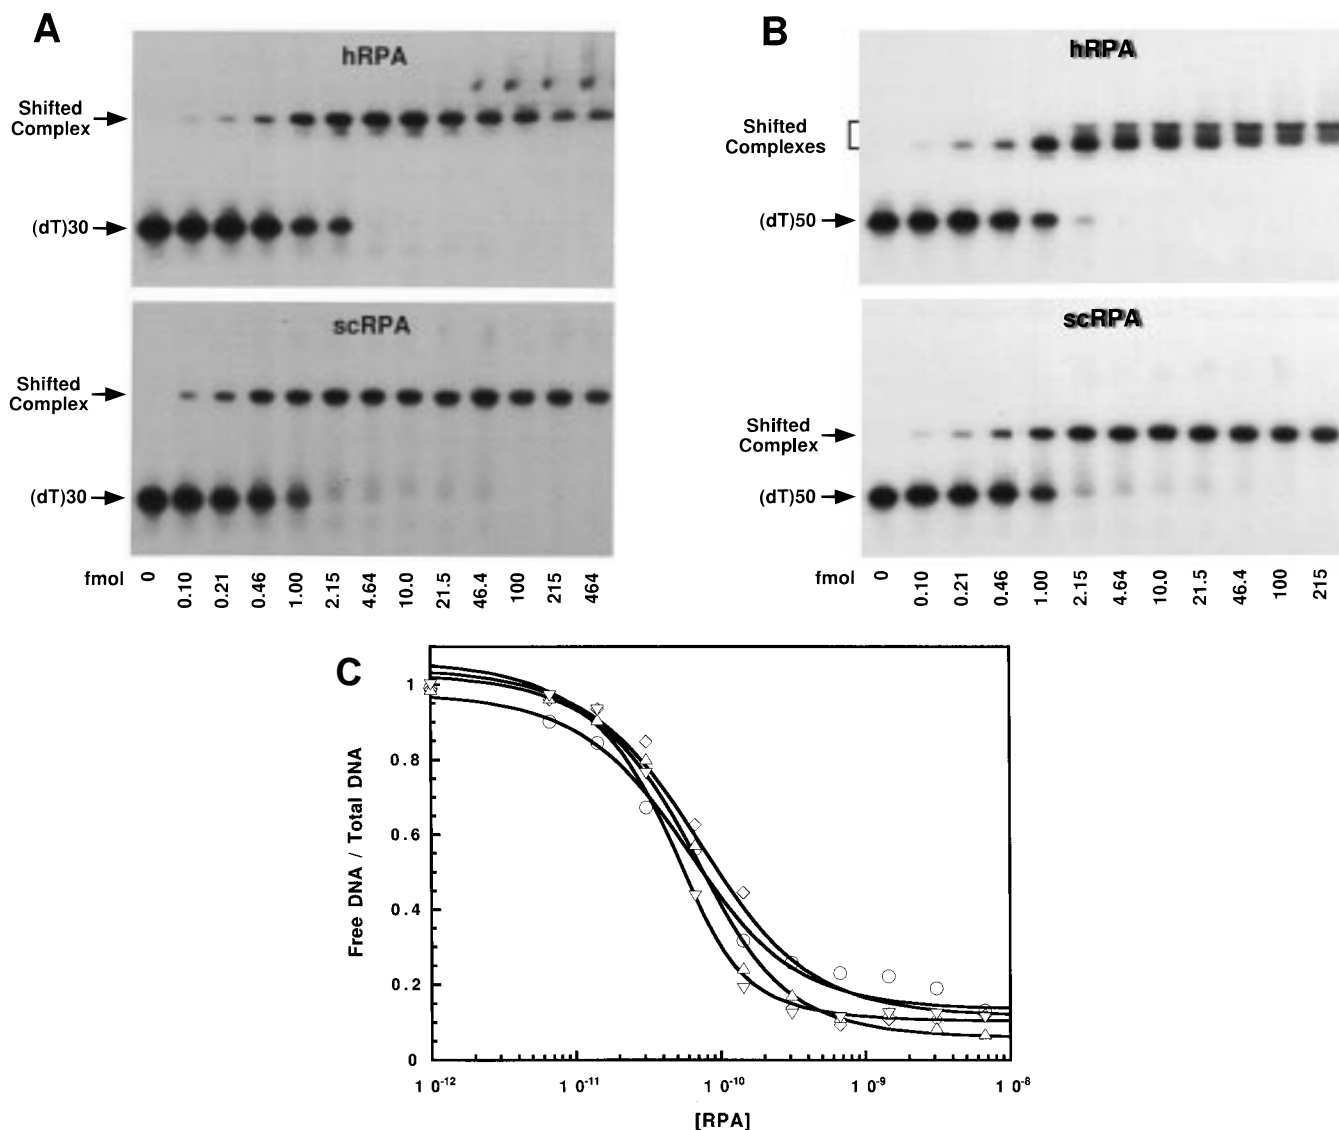 A
hRPA
Shifted
Complex
(dT)30
scRPA
Shifted
Complex
(dT)30
fmol 0 0.10 0.21 0.46 1.00 2.15 4.64 10.0 21.5 46.4 100 215 464
B
hRPA
Shifted
Complexes
(dT)50
scRPA
Shifted
Complex
(dT)50
fmol 0 0.10 0.21 0.46 1.00 2.15 4.64 10.0 21.5 46.4 100 215
C
Free DNA / Total DNA
1
0.8
0.6
0.4
0.2
0
1 0-12 1 0-11 1 0-10 1 0-9 1 0-8
[RPA]